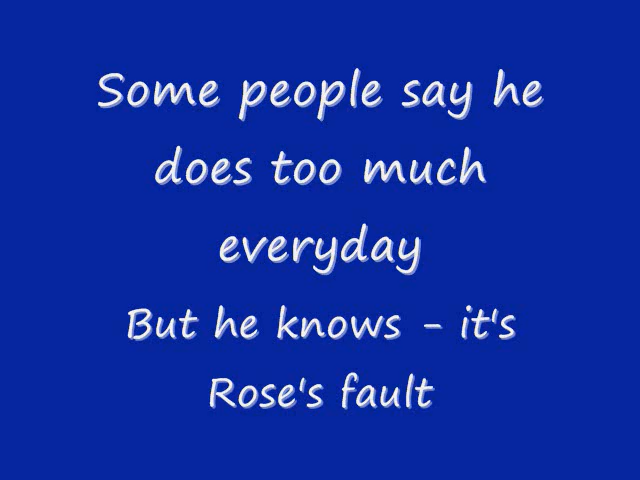 Some people say he
does too much
everyday
But he knows - it's
Rose's fault